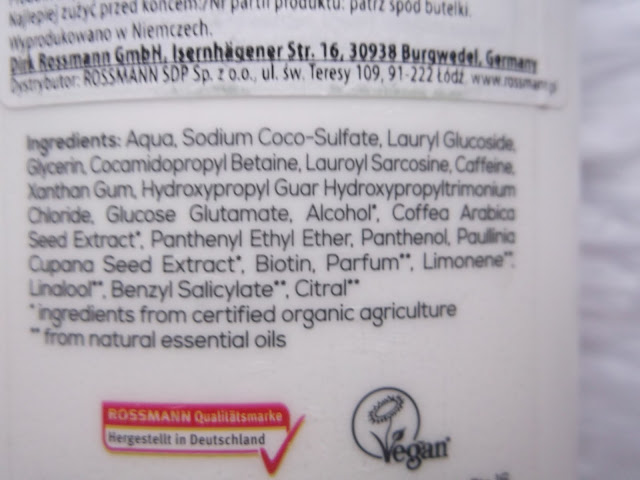 Najlepiej zużyć przed końcem:/Nr partii produktu: patrz spód butelki.
Wyprodukowano w Niemczech.
Dirk Rossmann GmbH, Isernhägener Str. 16, 30938 Burgwedel, Germany
Dystrybutor: ROSSMANN SDP Sp. z o.o., ul. św. Teresy 109, 91-222 Łódź. www.rossmann.pl
Ingredients: Aqua, Sodium Coco-Sulfate, Lauryl Glucoside,
Glycerin, Cocamidopropyl Betaine, Lauroyl Sarcosine, Caffeine,
Xanthan Gum, Hydroxypropyl Guar Hydroxypropyltrimonium
Chloride, Glucose Glutamate, Alcohol*, Coffea Arabica
Seed Extract*, Panthenyl Ethyl Ether, Panthenol, Paullinia
Cupana Seed Extract*, Biotin, Parfum**, Limonene**,
Linalool**, Benzyl Salicylate**, Citral**
* ingredients from certified organic agriculture
** from natural essential oils
ROSSMANN Qualitätsmarke
Hergestellt in Deutschland
Vegan